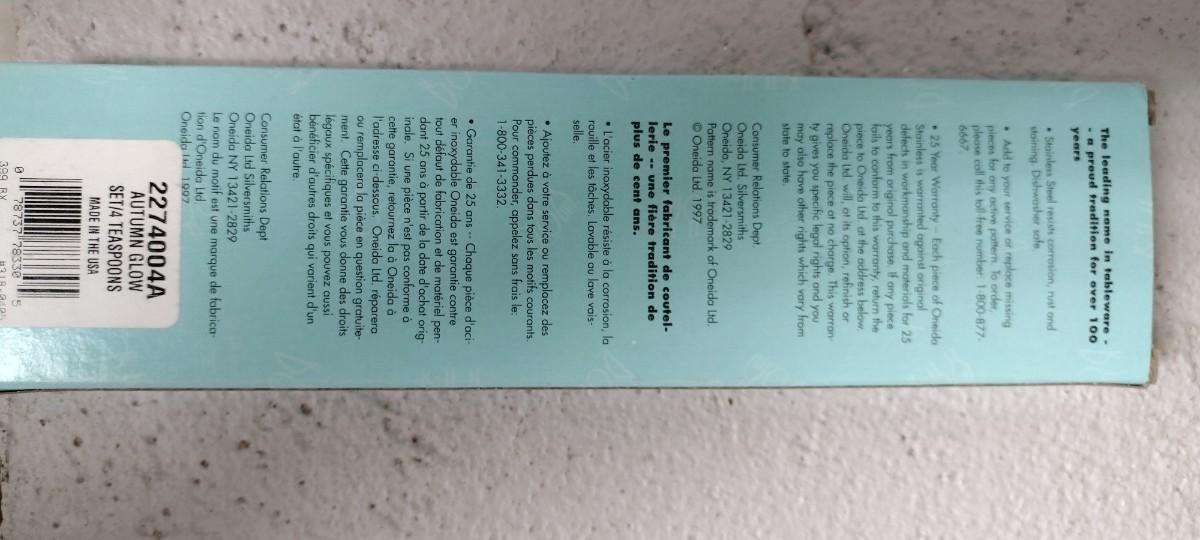 The leading name in tableware -
- a proud tradition for over 100
years
• Stainless Steel resists corrosion, rust and
staining. Dishwasher safe.
• Add to your service or replace missing
pieces for any active pattern. To order,
please call this toll free number: 1-800-877-
6667.
• 25 Year Warranty – Each piece of Oneida
Stainless is warranted against original
defects in workmanship and materials for 25
years from original purchase. If any piece
fails to conform to this warranty, return the
piece to Oneida Ltd. at the address below.
Oneida Ltd. will, at its option, refinish or
replace the piece at no charge. This warran-
ty gives you specific legal rights and you
may also have other rights which vary from
state to state.
Consumer Relations Dept.
Oneida Ltd. Silversmiths
Oneida, NY 13421-2829
Pattern name is trademark of Oneida Ltd.
© Oneida Ltd. 1997
Le premier fabricant de coutel-
lerie -- une fière tradition de
plus de cent ans.
• L'acier inoxydable résiste à la corrosion, la
rouille et les tâches. Lavable au lave vais-
selle.
• Ajoutez à votre service ou remplacez des
pièces perdues dans tous les motifs courants.
Pour commander, appelez sans frais le:
1-800-341-3332.
• Garantie de 25 ans -- Chaque pièce d'aci-
er inoxydable Oneida est garantie contre
tout défaut de fabrication et de matériel pen-
dant 25 ans à partir de la date d'achat orig-
inale. Si une pièce n'est pas conforme à
cette garantie, retournez la à Oneida à
l'adresse ci-dessous. Oneida Ltd. réparera
ou remplacera la pièce en question gratuite-
ment. Cette garantie vous donne des droits
légaux spécifiques et vous pouvez aussi
bénéficier d'autres droits qui varient d'un
état à l'autre.
Consumer Relations Dept
Oneida Ltd Silversmiths
Oneida NY 13421-2829
Le nom du motif est une marque de fabrica-
tion d'Oneida Ltd.
Oneida Ltd. 1997
2274004A
AUTUMN GLOW
SET/4 TEASPOONS
MADE IN THE USA
0 78737 78330 5